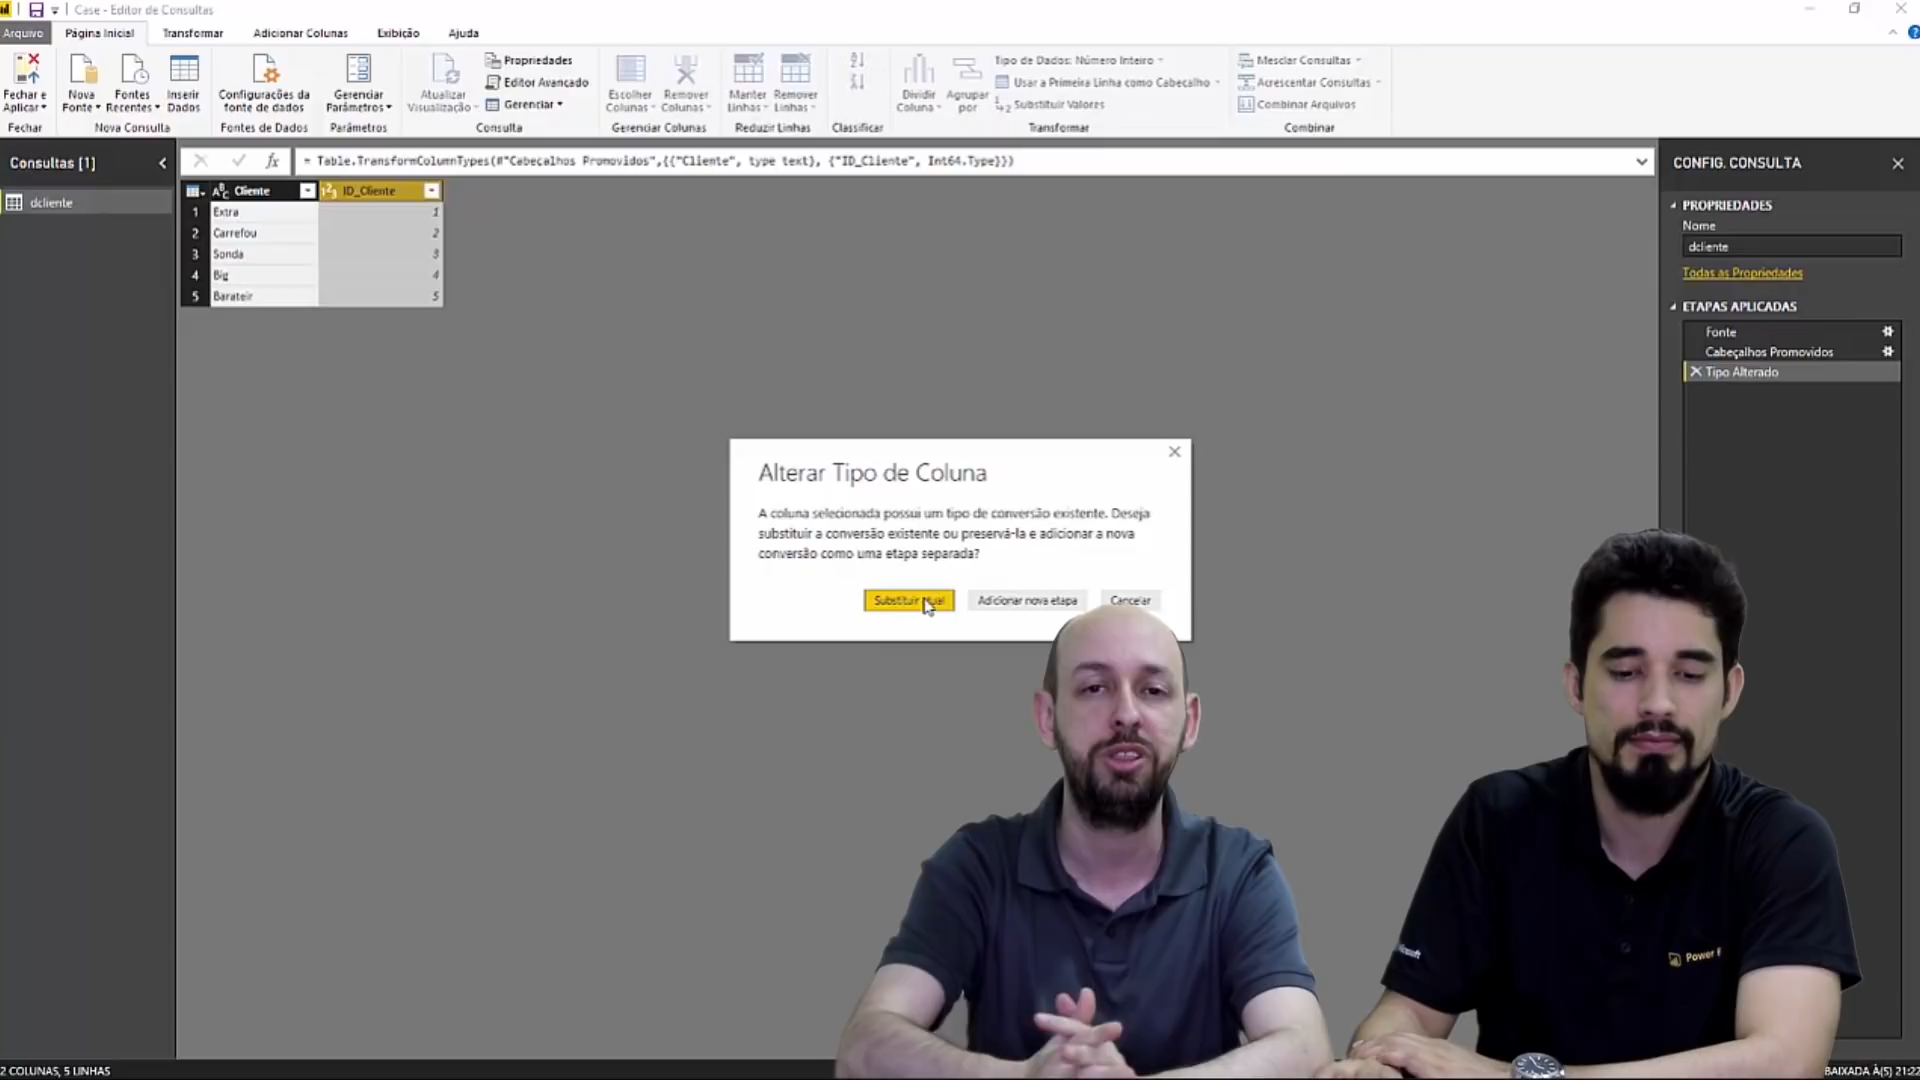 Case - Editor de Consultas
Arquivo Página Inicial Transformar Adicionar Colunas Exibição Ajuda
Fechar e Aplicar
Nova Fonte
Fontes Recentes
Inserir Dados
Configurações da fonte de dados
Gerenciar Parâmetros
Atualizar Visualização
Propriedades
Editor Avançado
Gerenciar
Escolher Colunas
Remover Colunas
Manter Linhas
Remover Linhas
Dividir Coluna
Agrupar por
Tipo de Dados: Número Inteiro
Usar a Primeira Linha como Cabeçalho
Substituir Valores
Mesclar Consultas
Acrescentar Consultas
Combinar Arquivos
Fechar Nova Consulta Fontes de Dados Parâmetros Consulta Gerenciar Colunas Reduzir Linhas Classificar Transformar Combinar
Consultas [1]
dcliente
= Table.TransformColumnTypes(#"Cabeçalhos Promovidos",{{"Cliente", type text}, {"ID_Cliente", Int64.Type}})
Cliente ID_Cliente
1 Extra 1
2 Carrefou 2
3 Sonda 3
4 Big 4
5 Barateir 5
CONFIG. CONSULTA
PROPRIEDADES
Nome
dcliente
Todas as Propriedades
ETAPAS APLICADAS
Fonte
Cabeçalhos Promovidos
Tipo Alterado
Alterar Tipo de Coluna
A coluna selecionada possui um tipo de conversão existente. Deseja
substituir a conversão existente ou preservá-la e adicionar a nova
conversão como uma etapa separada?
Substituir Adicionar nova etapa Cancelar
Power
2 COLUNAS, 5 LINHAS
BAIXADA À(S) 21:22